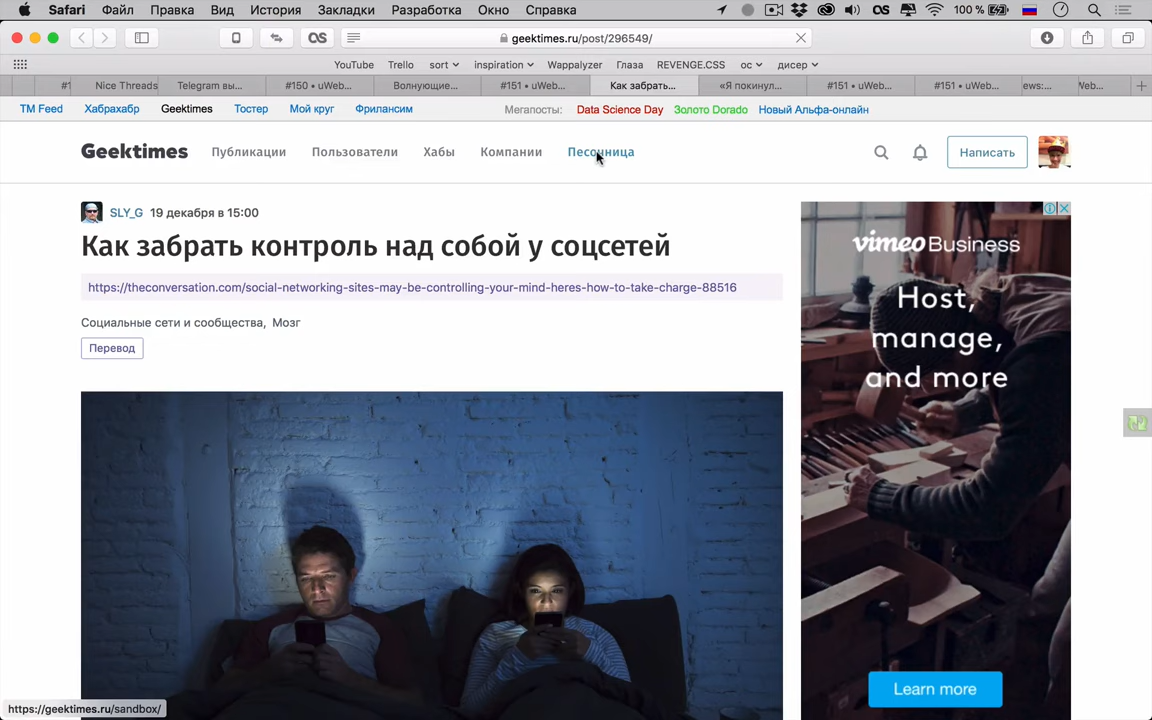 Safari Файл Правка Вид История Закладки Разработка Окно Справка 100 %
geektimes.ru/post/296549/
YouTube Trello sort inspiration Wappalyzer Глаза REVENGE.CSS ос дисер
Nice Threads Telegram вы... #150 • uWeb... Волнующие... #151 • uWeb... Как забрать... «Я покинул... #151 • uWeb... #151 • uWeb... ews:...
TM Feed Хабрахабр Geektimes Тостер Мой круг Фрилансим Мегапосты: Data Science Day Золото Dorado Новый Альфа-онлайн
Geektimes Публикации Пользователи Хабы Компании Песочница Написать
SLY_G 19 декабря в 15:00
Как забрать контроль над собой у соцсетей
https://theconversation.com/social-networking-sites-may-be-controlling-your-mind-heres-how-to-take-charge-88516
Социальные сети и сообщества, Мозг
Перевод
vimeo Business
Host,
manage,
and more
Learn more
https://geektimes.ru/sandbox/